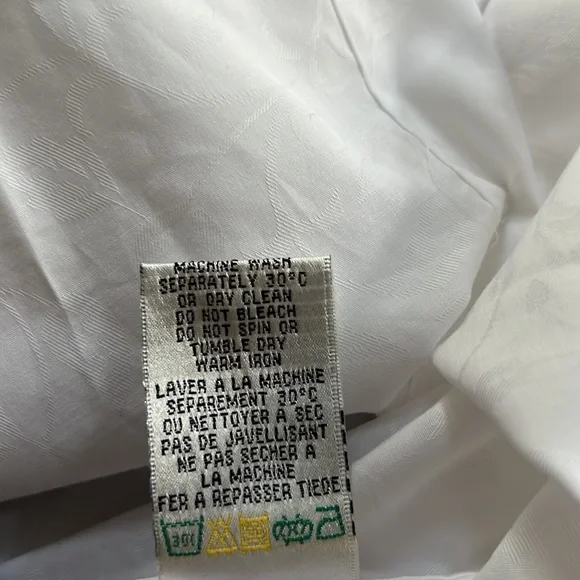 MACHINE WASH
SEPARATELY 30°C
OR DRY CLEAN
DO NOT BLEACH
DO NOT SPIN OR
TUMBLE DRY
WARM IRON
LAVER A LA MACHINE
SEPAREMENT 30°C
OU NETTOYER A SEC
PAS DE JAVELLISANT
NE PAS SÈCHER A
LA MACHINE
FER A REPASSER TIEDE
30°